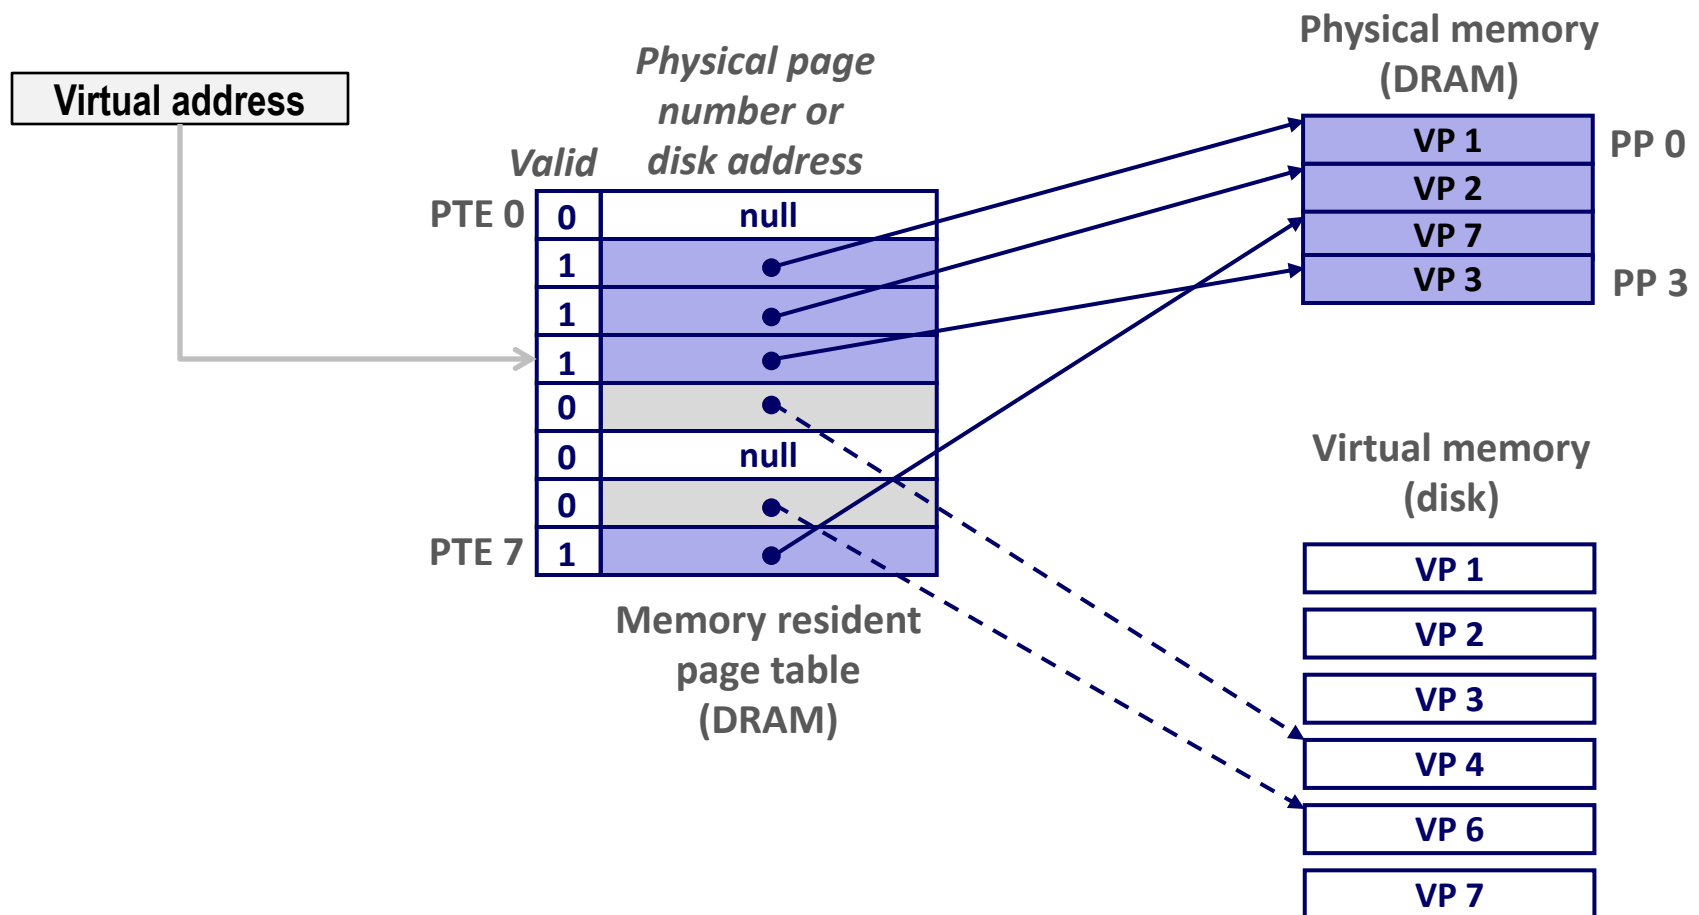 Virtual address
Physical page
number or
disk address
Valid
PTE 0
0
null
1
1
1
0
0
null
0
PTE 7
1
Memory resident
page table
(DRAM)
Physical memory
(DRAM)
VP 1
PP 0
VP 2
VP 7
VP 3
PP 3
Virtual memory
(disk)
VP 1
VP 2
VP 3
VP 4
VP 6
VP 7